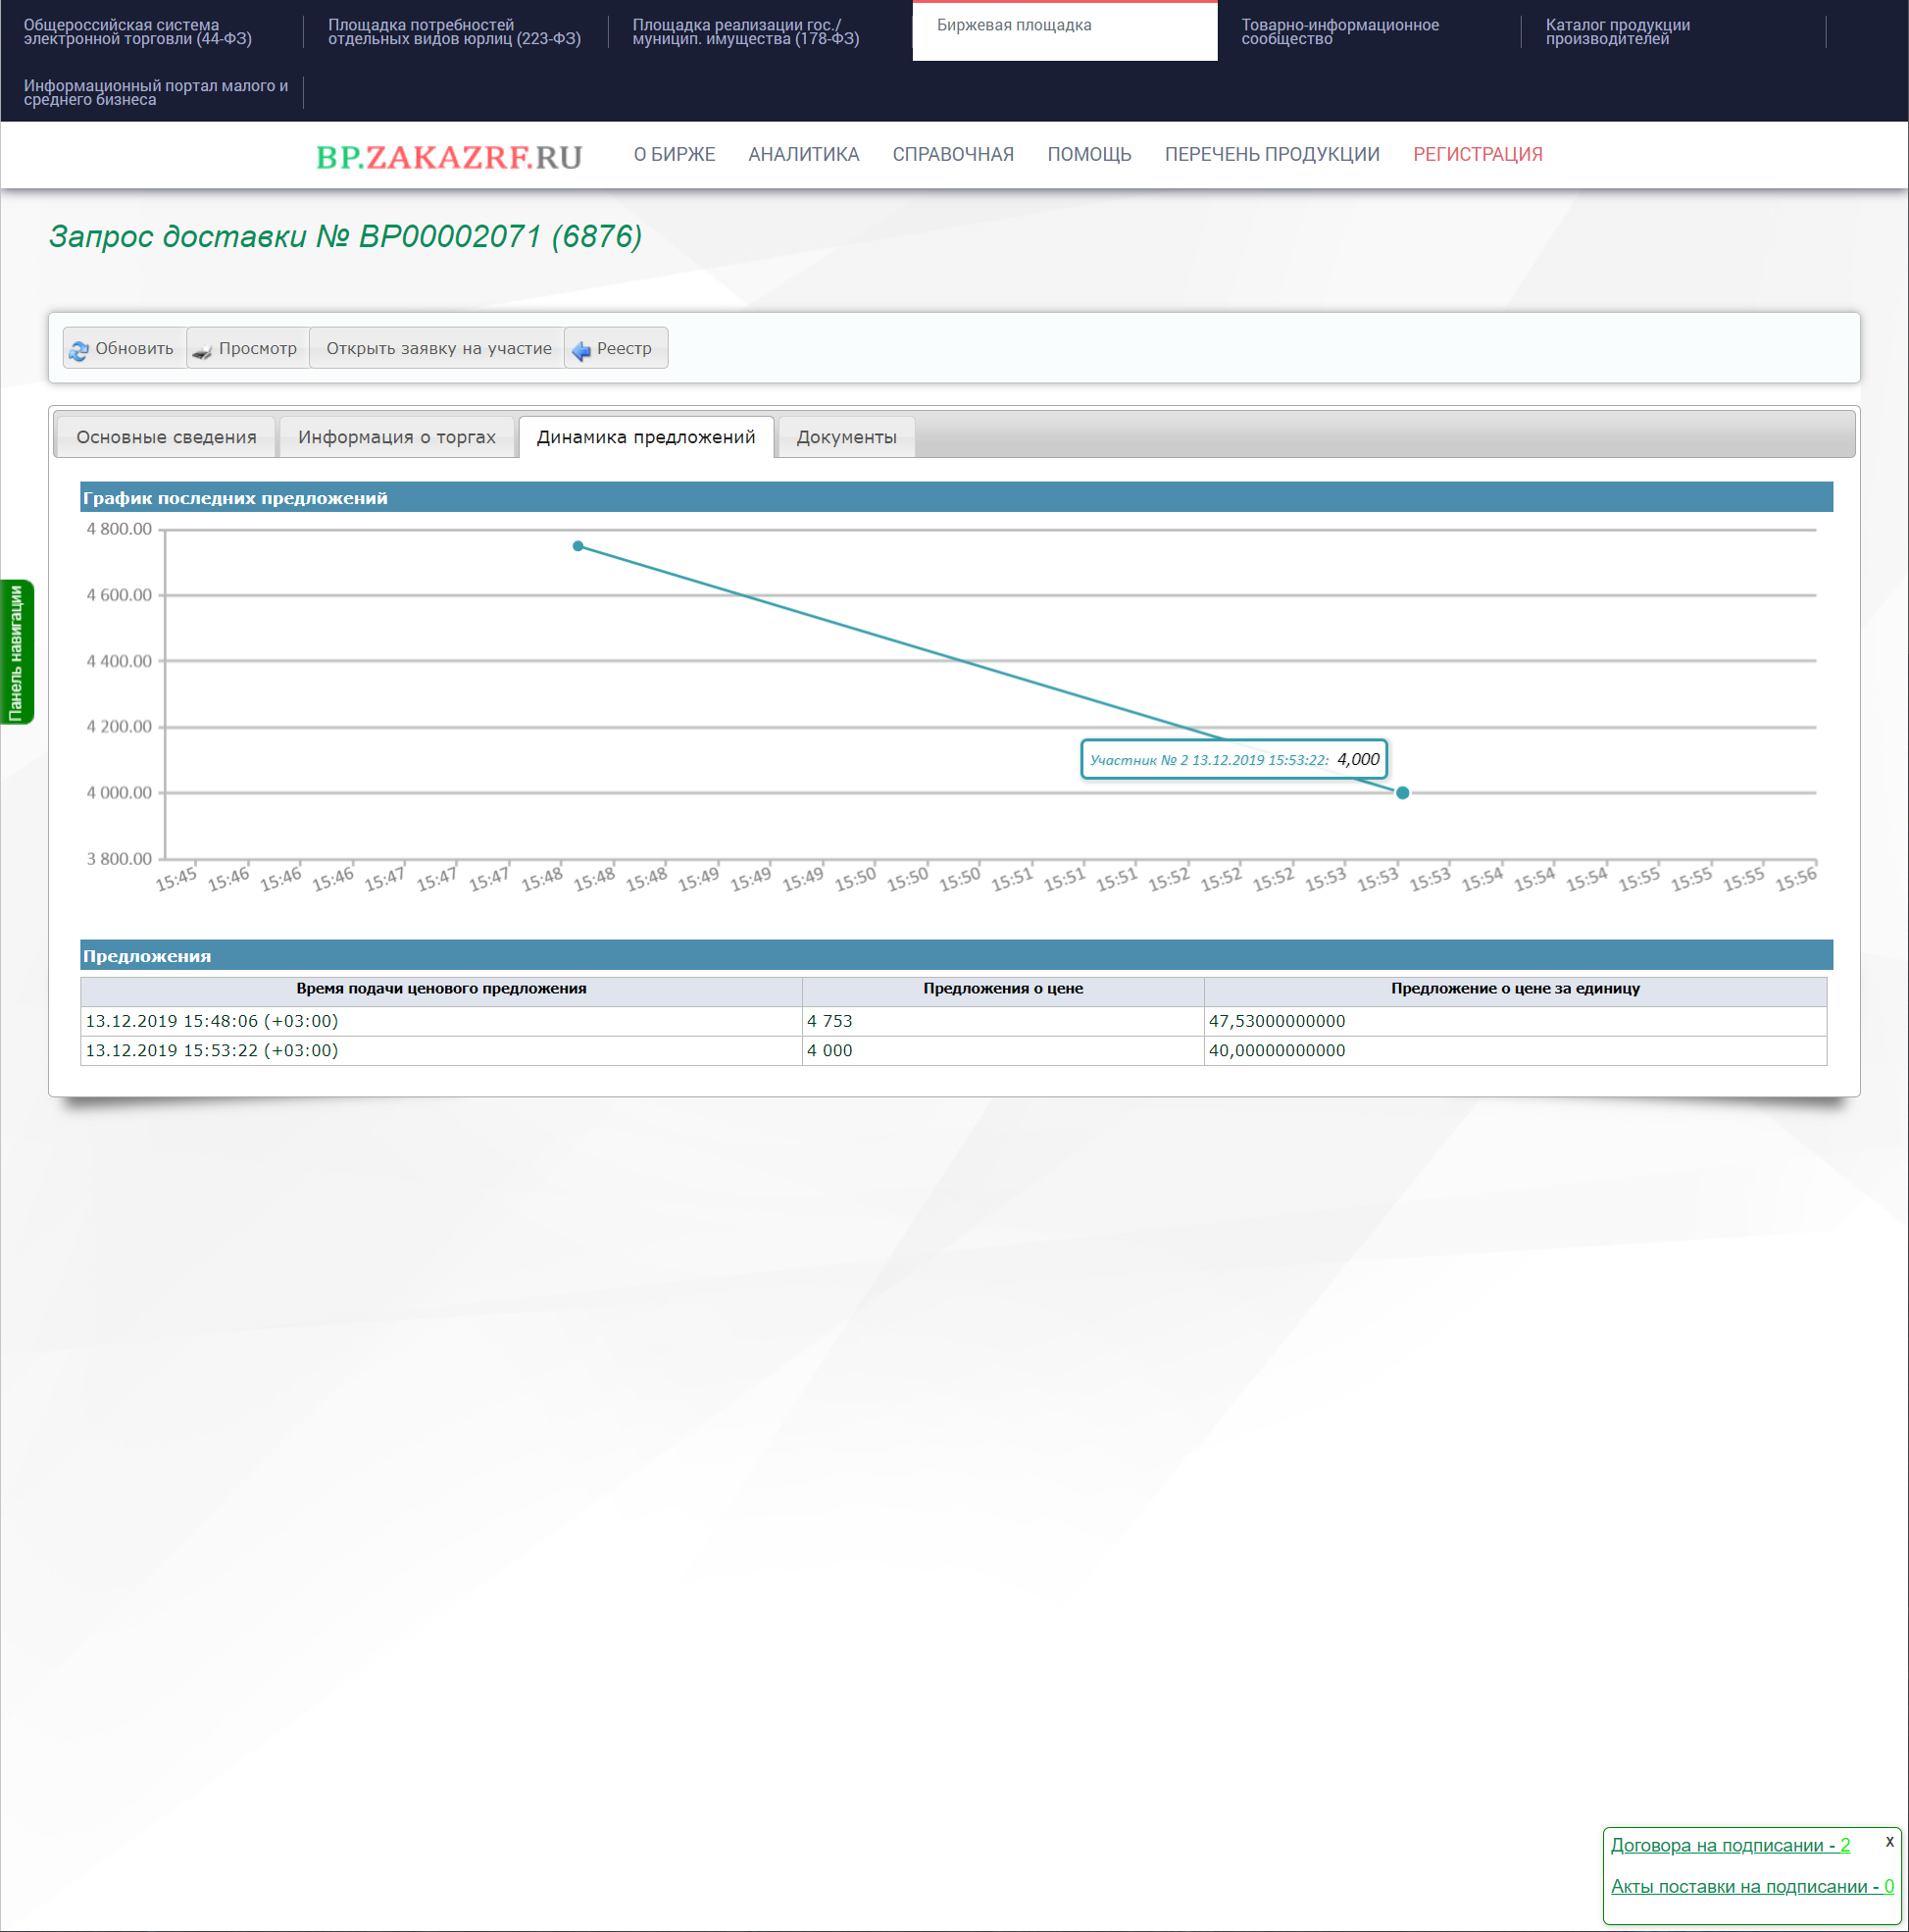 Общероссийская система
электронной торговли (44-ФЗ)
Площадка потребностей
отдельных видов юрлиц (223-ФЗ)
Площадка реализации гос./
муницип. имущества (178-ФЗ)
Биржевая площадка
Товарно-информационное
сообщество
Каталог продукции
производителей
Информационный портал малого и
среднего бизнеса
BP.ZAKAZRF.RU
О БИРЖЕ АНАЛИТИКА СПРАВОЧНАЯ ПОМОЩЬ ПЕРЕЧЕНЬ ПРОДУКЦИИ РЕГИСТРАЦИЯ
Запрос доставки № BP00002071 (6876)
Обновить Просмотр Открыть заявку на участие Реестр
Основные сведения Информация о торгах Динамика предложений Документы
График последних предложений
4 800.00
4 600.00
Панель навигации
4 400.00
4 200.00
Участник № 2 13.12.2019 15:53:22: 4,000
4 000.00
3 800.00
15:45 15:46 15:46 15:46 15:47 15:47 15:47 15:48 15:48 15:48 15:49 15:49 15:49 15:50 15:50 15:50 15:51 15:51 15:51 15:52 15:52 15:52 15:53 15:53 15:53 15:54 15:54 15:54 15:55 15:55 15:55 15:56
Предложения
Время подачи ценового предложения Предложения о цене Предложение о цене за единицу
13.12.2019 15:48:06 (+03:00) 4 753 47,53000000000
13.12.2019 15:53:22 (+03:00) 4 000 40,00000000000
Договора на подписании - 2 x
Акты поставки на подписании - 0